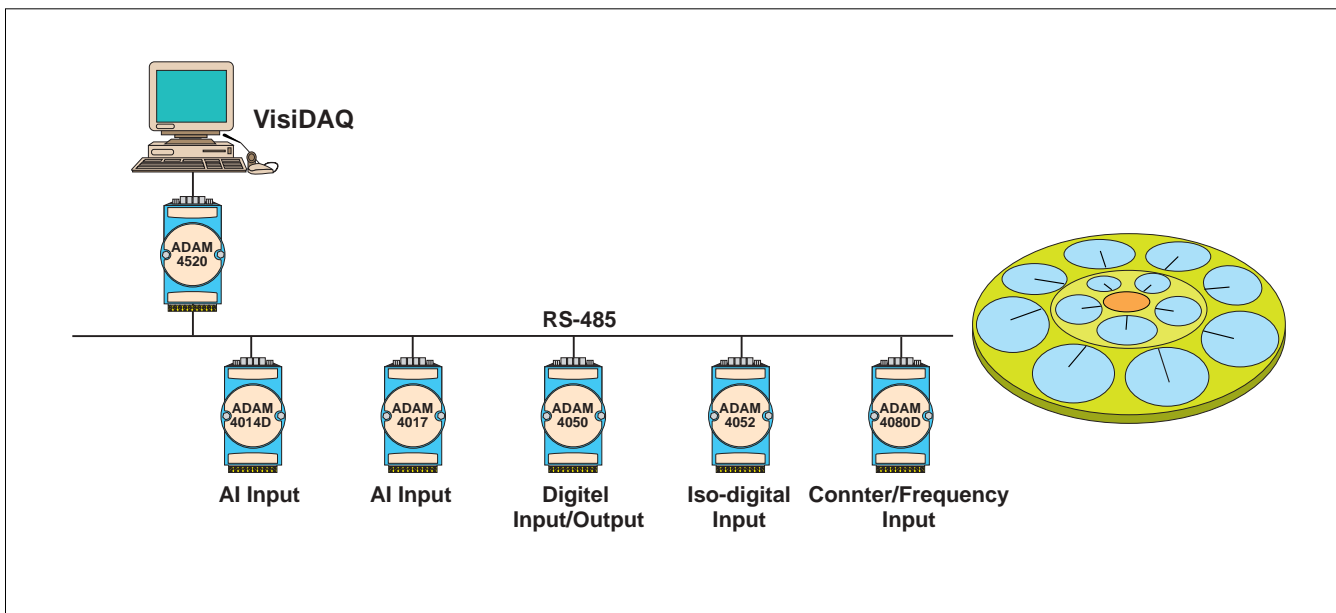 VisiDAQ
ADAM
4520
RS-485
ADAM
4014D
ADAM
4017
ADAM
4050
ADAM
4052
ADAM
4080D
AI Input
AI Input
Digitel
Input/Output
Iso-digital
Input
Connter/Frequency
Input